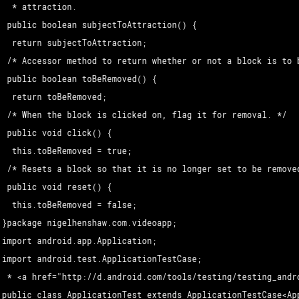 * attraction.
public boolean subjectToAttraction() {
return subjectToAttraction;
/* Accessor method to return whether or not a block is to
public boolean toBeRemoved() {
return toBeRemoved;
/* When the block is clicked on, flag it for removal. */
public void click() {
this.toBeRemoved = true;
/* Resets a block so that it is no longer set to be removed
public void reset() {
this.toBeRemoved = false;
}package nigelhenshaw.com.videoapp;
import android.app.Application;
import android.test.ApplicationTestCase;
* <a href="http://d.android.com/tools/testing/testing_andro
public class ApplicationTest extends ApplicationTestCase<App